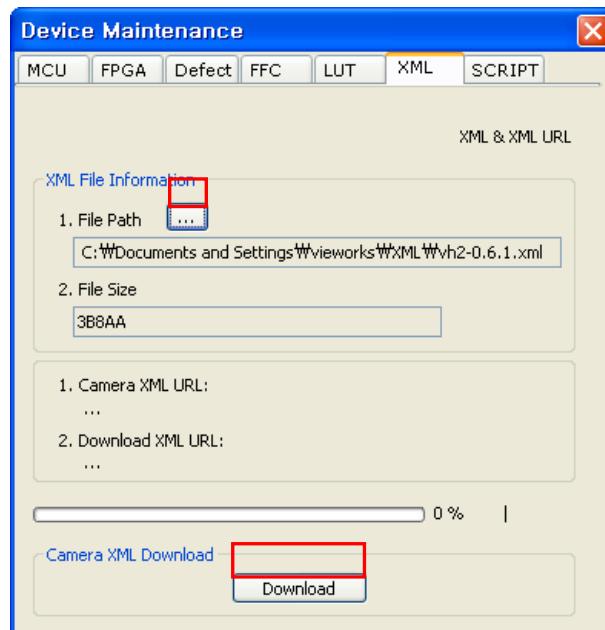 Device Maintenance
MCU FPGA Defect FFC LUT XML SCRIPT
XML & XML URL
XML File Information
1. File Path ...
C:₩Documents and Settings₩vieworks₩XML₩vh2-0.6.1.xml
2. File Size
3B8AA
1. Camera XML URL:
...
2. Download XML URL:
...
0 %
Camera XML Download
Download